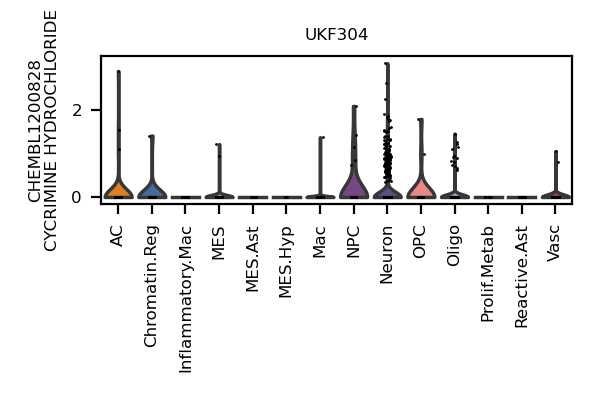 UKF304
CHEMBL1200828
CYCRIMINE HYDROCHLORIDE
2
0
AC
Chromatin.Reg
Inflammatory.Mac
MES
MES.Ast
MES.Hyp
Mac
NPC
Neuron
OPC
Oligo
Prolif.Metab
Reactive.Ast
Vasc